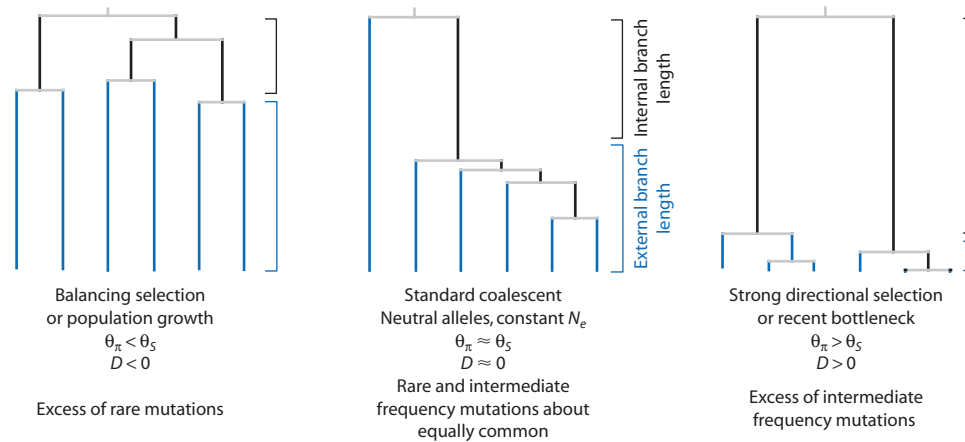 Internal branch
length
External branch
length
Balancing selection
or population growth
θπ < θS
D < 0
Excess of rare mutations
Standard coalescent
Neutral alleles, constant Ne
θπ ≈ θS
D ≈ 0
Rare and intermediate
frequency mutations about
equally common
Strong directional selection
or recent bottleneck
θπ > θS
D > 0
Excess of intermediate
frequency mutations